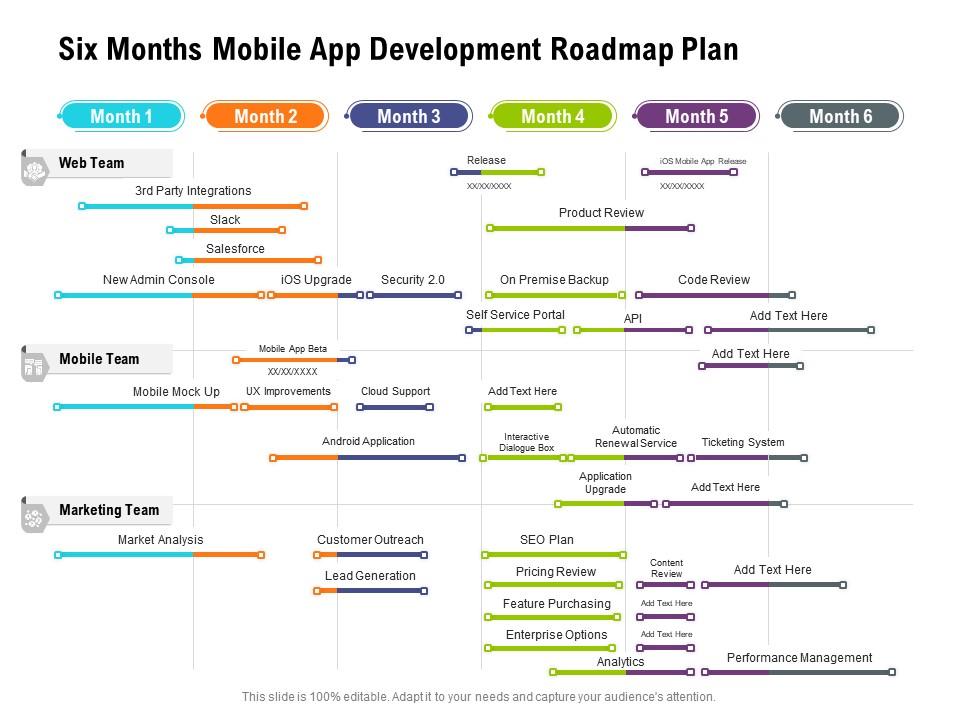 Six Months Mobile App Development Roadmap Plan
Month 1
Month 2
Month 3
Month 4
Month 5
Month 6
Web Team
Release
XX/XX/XXXX
iOS Mobile App Release
XX/XX/XXXX
3rd Party Integrations
Slack
Salesforce
Product Review
New Admin Console
iOS Upgrade
Security 2.0
On Premise Backup
Code Review
Self Service Portal
API
Add Text Here
Mobile Team
Mobile App Beta
XX/XX/XXXX
Add Text Here
Mobile Mock Up
UX Improvements
Cloud Support
Add Text Here
Android Application
Interactive
Dialogue Box
Automatic
Renewal Service
Ticketing System
Application
Upgrade
Add Text Here
Marketing Team
Market Analysis
Customer Outreach
SEO Plan
Lead Generation
Pricing Review
Content
Review
Add Text Here
Feature Purchasing
Add Text Here
Enterprise Options
Add Text Here
Analytics
Performance Management
This slide is 100% editable. Adapt it to your needs and capture your audience's attention.